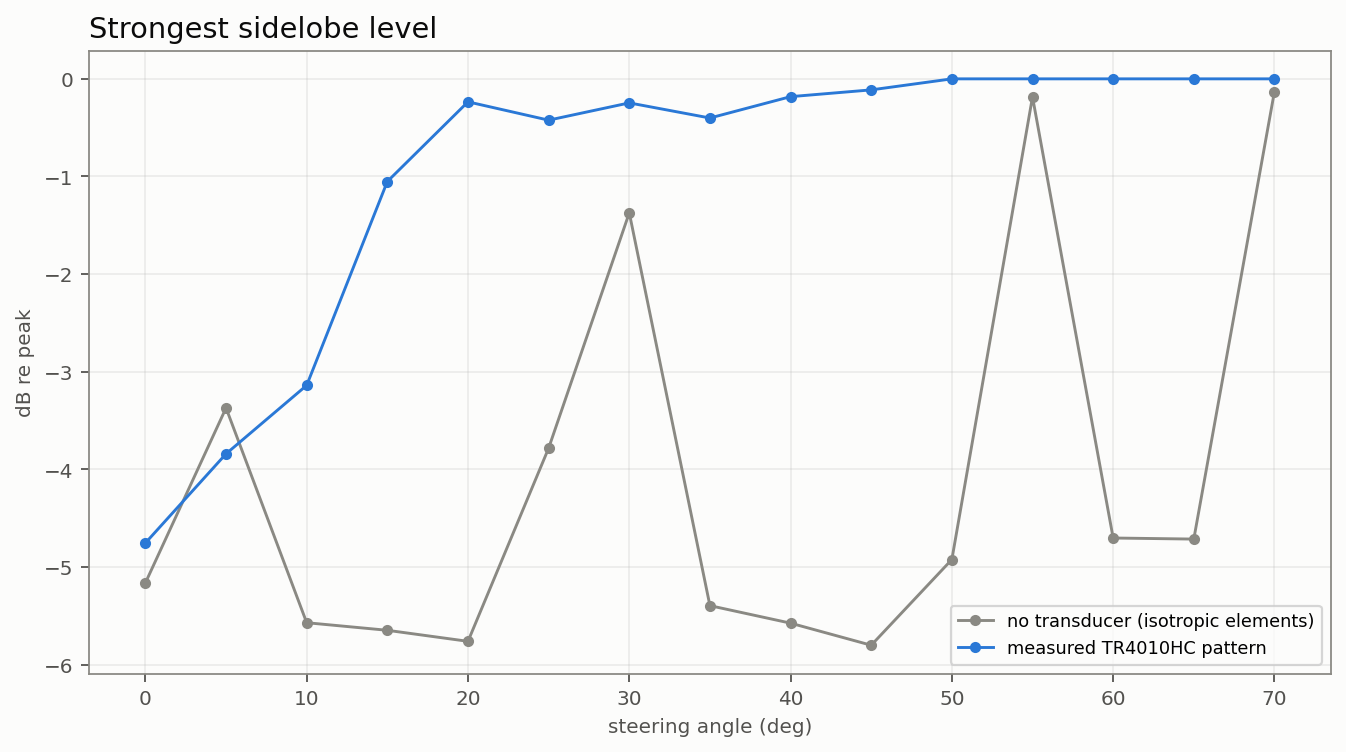 Strongest sidelobe level
0
−1
−2
−3
−4
−5
−6
dB re peak
no transducer (isotropic elements)
measured TR4010HC pattern
0 10 20 30 40 50 60 70
steering angle (deg)